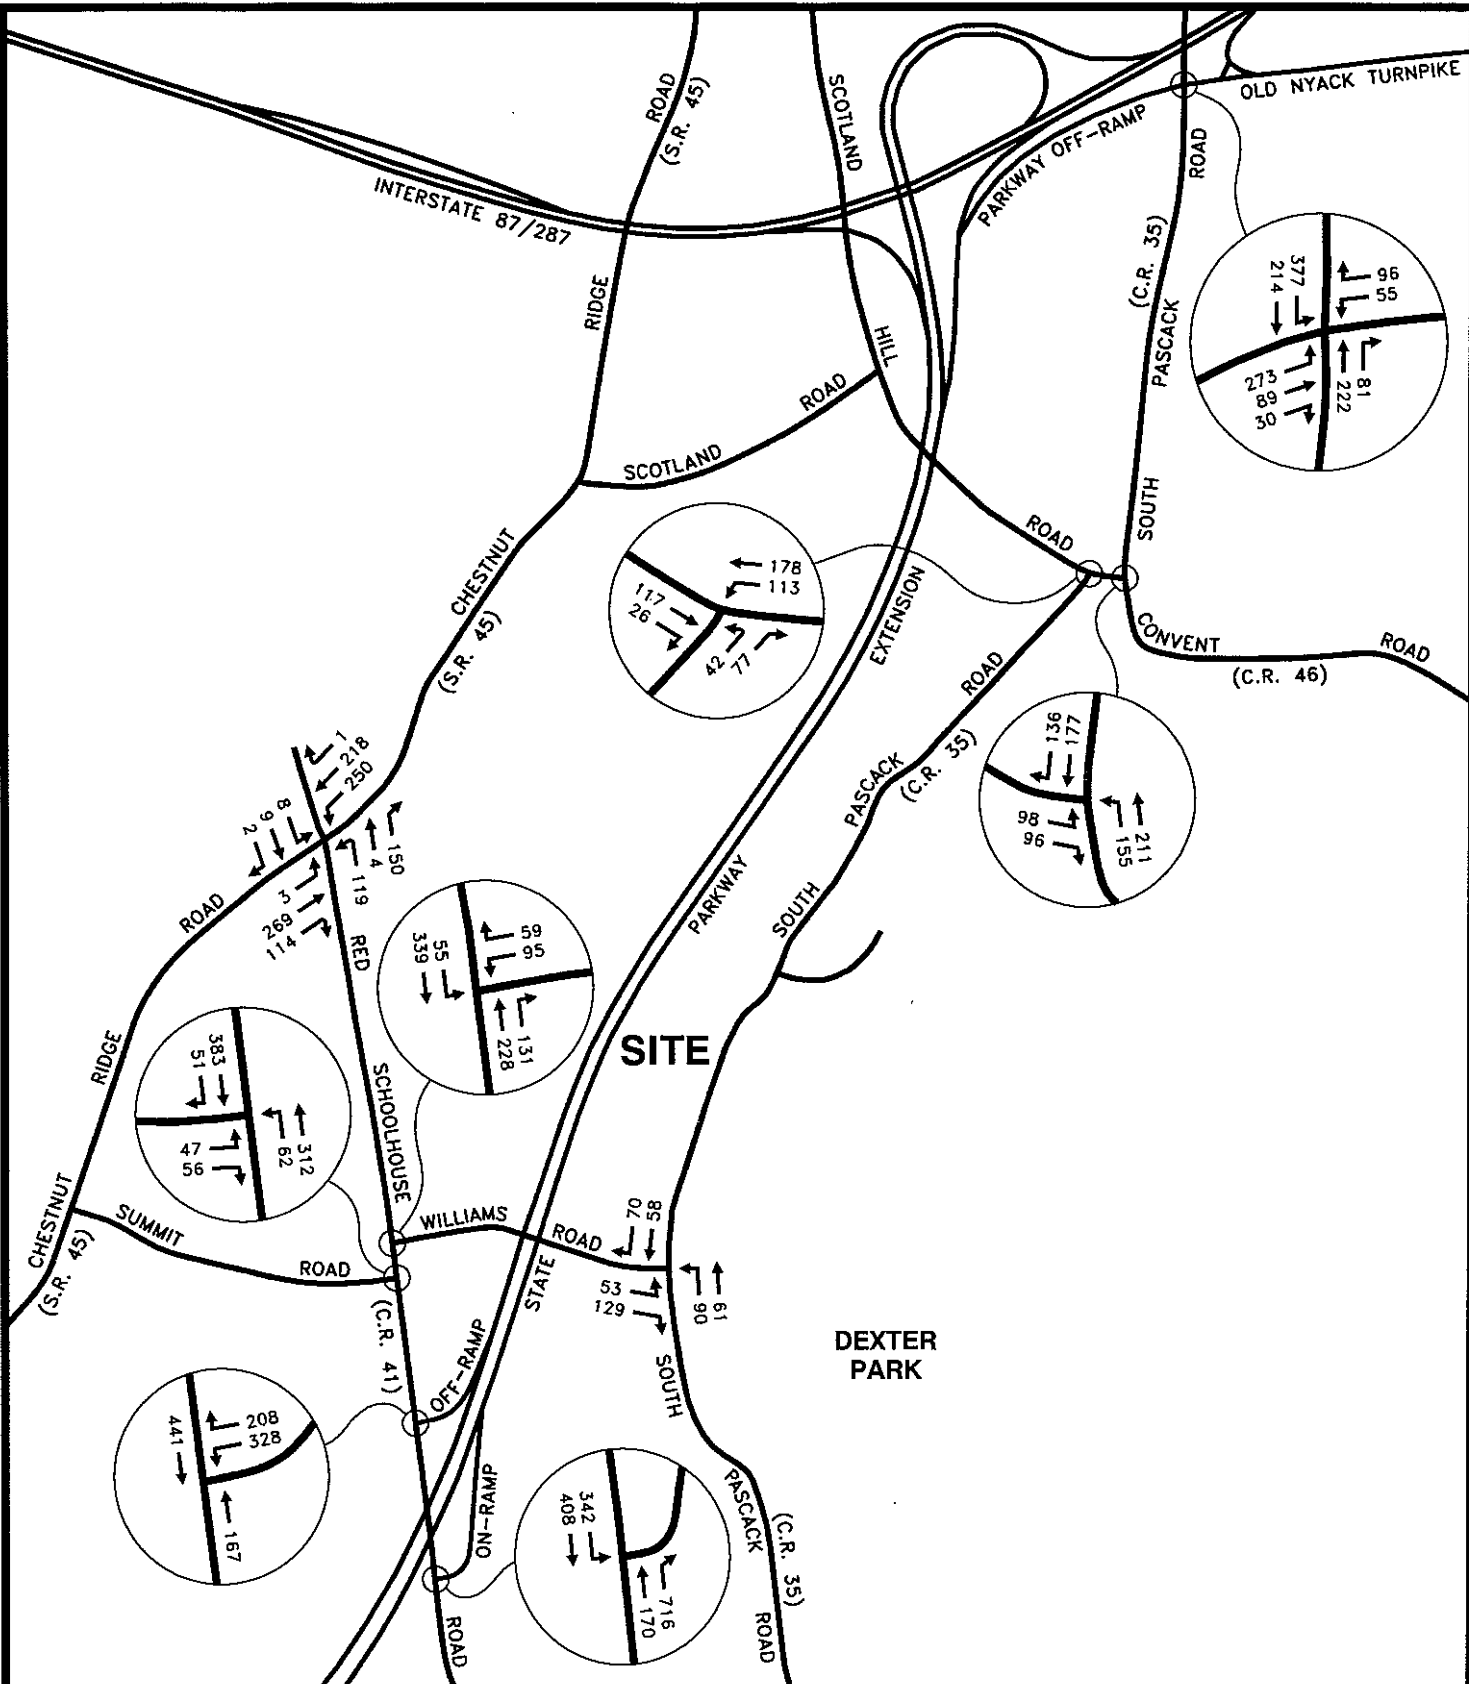 ROAD
(S.R. 45)
SCOTLAND
OLD NYACK TURNPIKE
PARKWAY OFF-RAMP
ROAD
INTERSTATE 87/287
(C.R. 35)
RIDGE
HILL
PASCACK
377
214
96
55
273
89
30
222
81
ROAD
SCOTLAND
SOUTH
ROAD
CHESTNUT
(S.R. 45)
178
113
117
26
42
77
EXTENSION
CONVENT
ROAD
(C.R. 46)
ROAD
PASCACK
(C.R. 35)
136
177
98
96
155
211
1
218
250
8
9
2
3
269
114
119
4
150
ROAD
RED
PARKWAY
SOUTH
339
55
59
95
228
131
SITE
RIDGE
SCHOOLHOUSE
51
383
47
56
62
312
CHESTNUT
(S.R. 45)
SUMMIT
ROAD
WILLIAMS
ROAD
70
58
53
129
90
61
STATE
(C.R. 41)
OFF-RAMP
SOUTH
DEXTER
PARK
441
208
328
167
ON-RAMP
408
342
170
716
PASCACK
(C.R. 35)
ROAD
ROAD